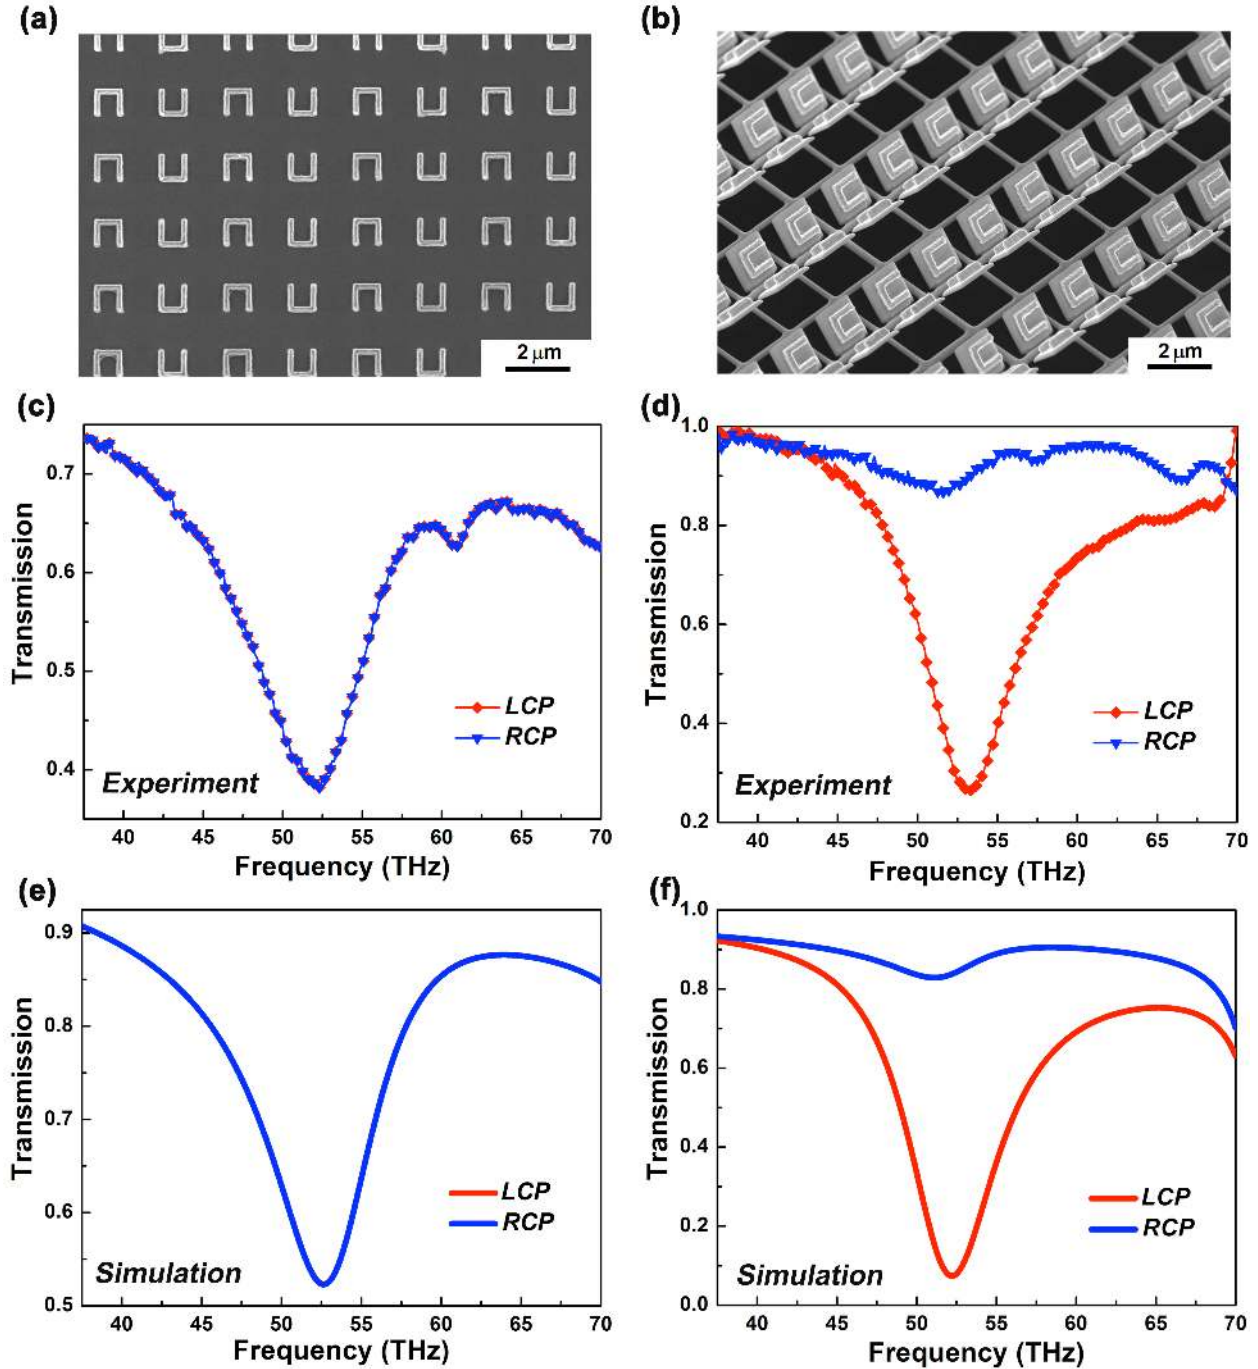 (a)
(b)
2 μm
2 μm
(c)
(d)
0.7
0.6
0.5
0.4
Transmission
LCP
RCP
Experiment
40 45 50 55 60 65 70
Frequency (THz)
1.0
0.8
0.6
0.4
0.2
Transmission
LCP
RCP
Experiment
40 45 50 55 60 65 70
Frequency (THz)
(e)
(f)
0.9
0.8
0.7
0.6
0.5
Transmission
LCP
RCP
Simulation
40 45 50 55 60 65 70
Frequency (THz)
1.0
0.8
0.6
0.4
0.2
0.0
Transmission
LCP
RCP
Simulation
40 45 50 55 60 65 70
Frequency (THz)